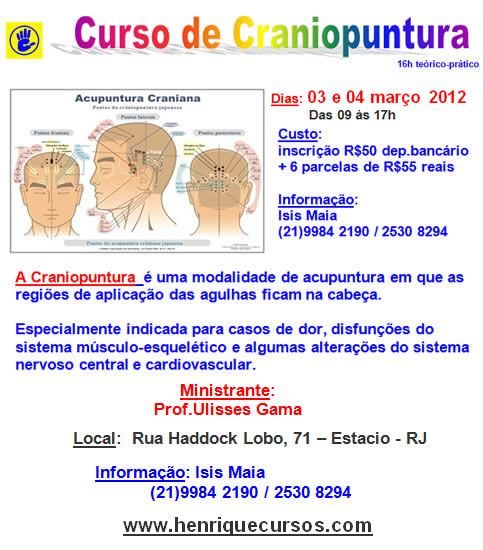 Curso de Craniopuntura
16h teórico-prático
Acupuntura Craniana
Pontos da craniopuntura japonesa
Pontos laterais
Pontos frontais
Pontos posteriores
Pontos de acupuntura crâniana japonesa
Dias: 03 e 04 março 2012
Das 09 às 17h
Custo:
inscrição R$50 dep.bancário
+ 6 parcelas de R$55 reais
Informação:
Isis Maia
(21)9984 2190 / 2530 8294
A Craniopuntura é uma modalidade de acupuntura em que as
regiões de aplicação das agulhas ficam na cabeça.
Especialmente indicada para casos de dor, disfunções do
sistema músculo-esquelético e algumas alterações do sistema
nervoso central e cardiovascular.
Ministrante:
Prof.Ulisses Gama
Local: Rua Haddock Lobo, 71 – Estacio - RJ
Informação: Isis Maia
(21)9984 2190 / 2530 8294
www.henriquecursos.com